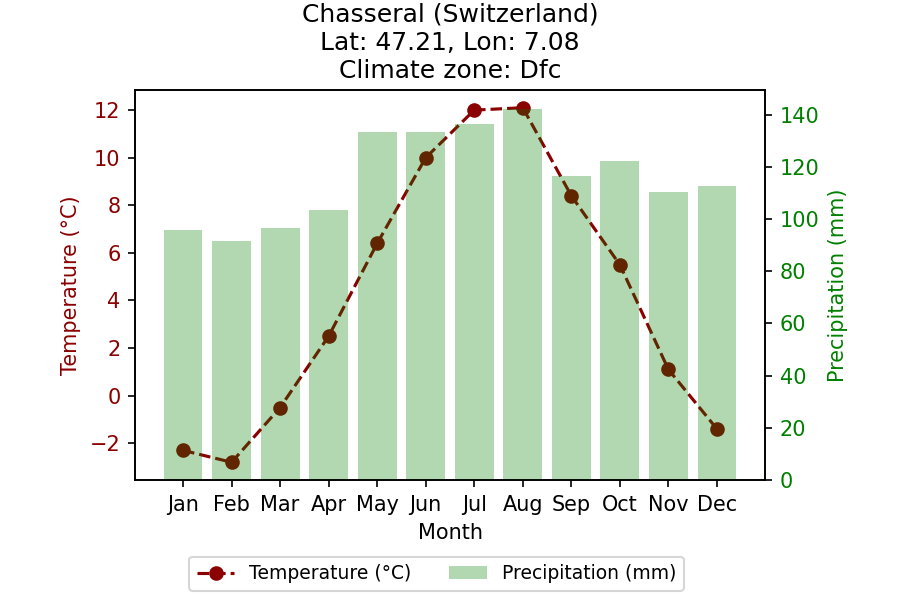 Chasseral (Switzerland)
Lat: 47.21, Lon: 7.08
Climate zone: Dfc
12
10
8
6
4
2
0
−2
Temperature (°C)
140
120
100
80
60
40
20
0
Precipitation (mm)
Jan Feb Mar Apr May Jun Jul Aug Sep Oct Nov Dec
Month
Temperature (°C) Precipitation (mm)